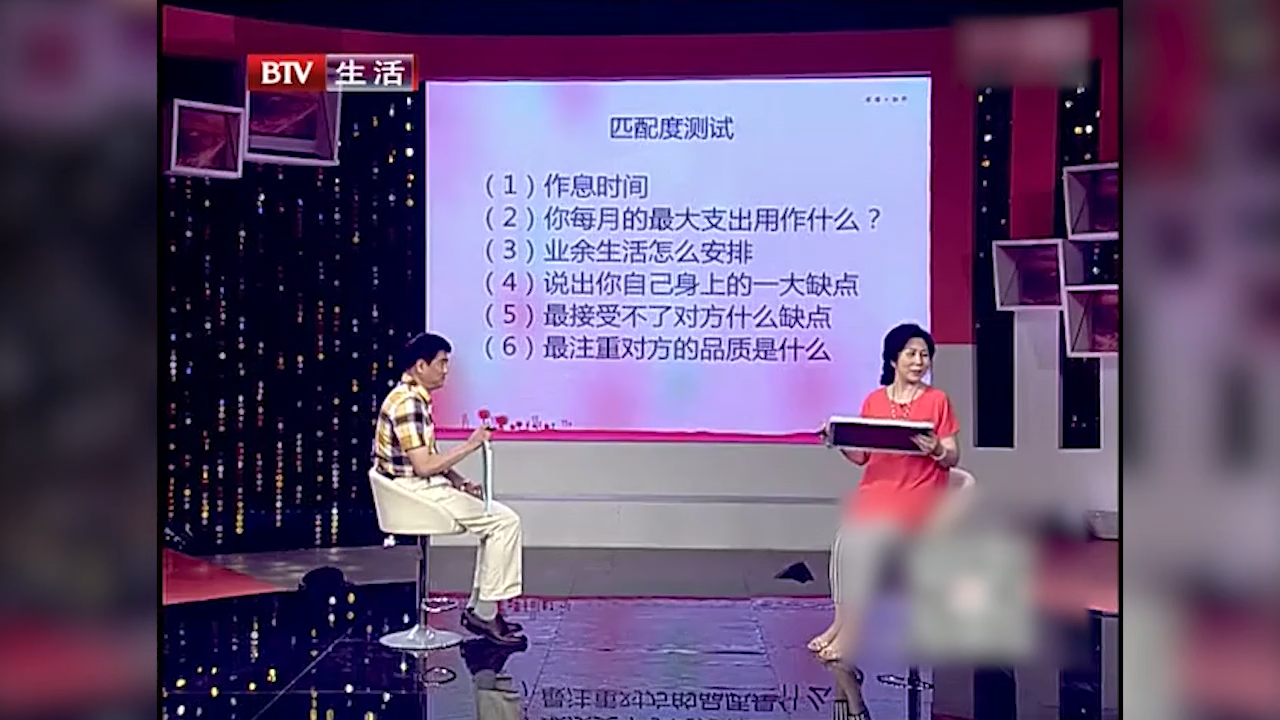 BTV 生活
匹配度测试
（1）作息时间
（2）你每月的最大支出用作什么？
（3）业余生活怎么安排
（4）说出你自己身上的一大缺点
（5）最接受不了对方什么缺点
（6）最注重对方的品质是什么